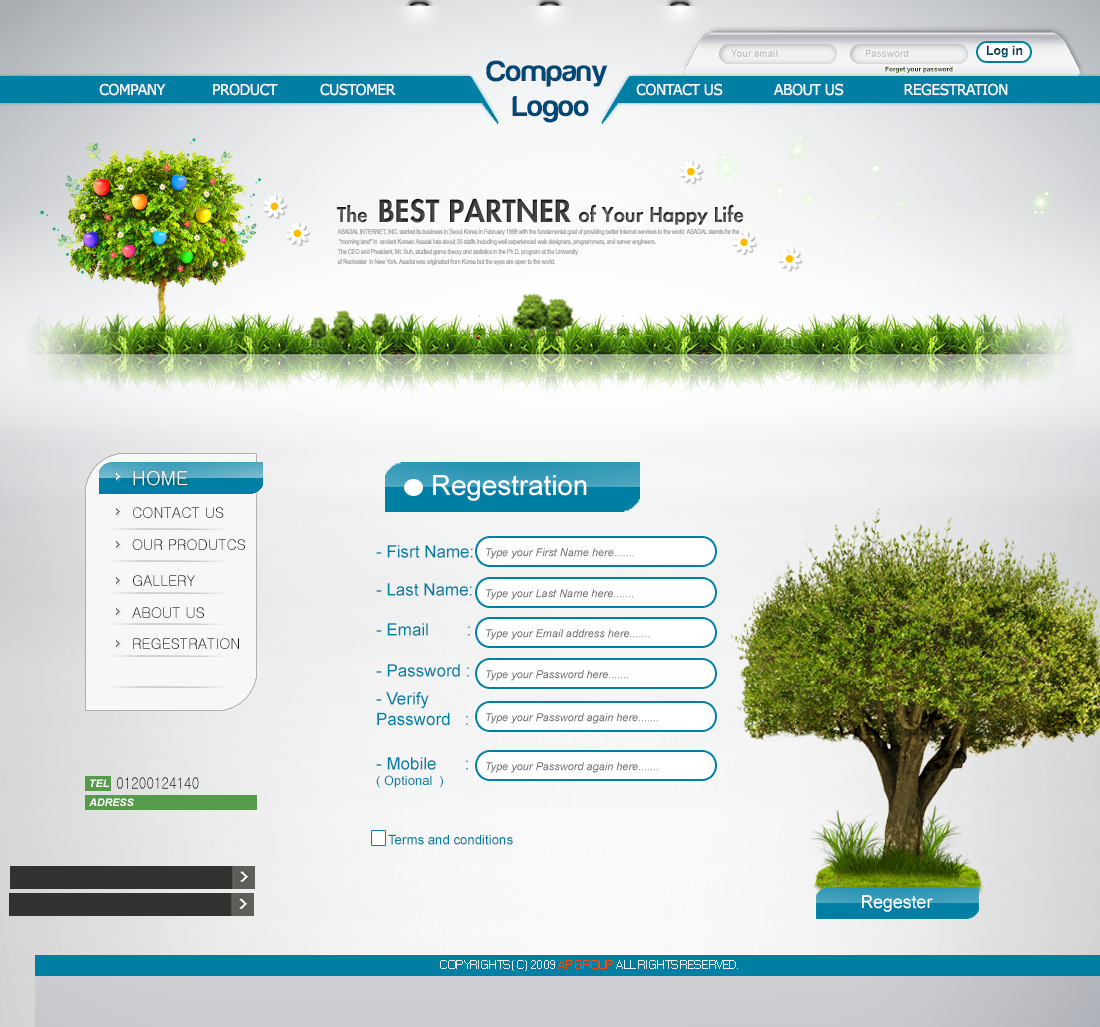 Your email
Password
Log in
Forget your password
COMPANY
PRODUCT
CUSTOMER
Company
Logoo
CONTACT US
ABOUT US
REGESTRATION
The BEST PARTNER of Your Happy Life
ASADAL INTERNET, INC. started its business in Seoul Korea in February 1998 with the fundamental goal of providing better internet services to the world ASADAL stands for the
"morning land" in ancient Korean Asadal has about 35 staffs including well experienced web designers, programmers, and server engineers.
The CEO and President, Mr. Suh, studied game theory and statistics in the Ph.D. program at the University
of Rochester in New York. Asadal was originated from Korea but the eyes are open to the world.
HOME
CONTACT US
OUR PRODUTCS
GALLERY
ABOUT US
REGESTRATION
TEL 01200124140
ADRESS
Regestration
- Fisrt Name: Type your First Name here.......
- Last Name: Type your Last Name here.......
- Email : Type your Email address here.......
- Password : Type your Password here.......
- Verify
Password : Type your Password again here.......
- Mobile : Type your Password again here.......
( Optional )
Terms and conditions
Regester
COPYRIGHTS ( C ) 2009 AP GROUP ALL RIGHTS RESERVED.